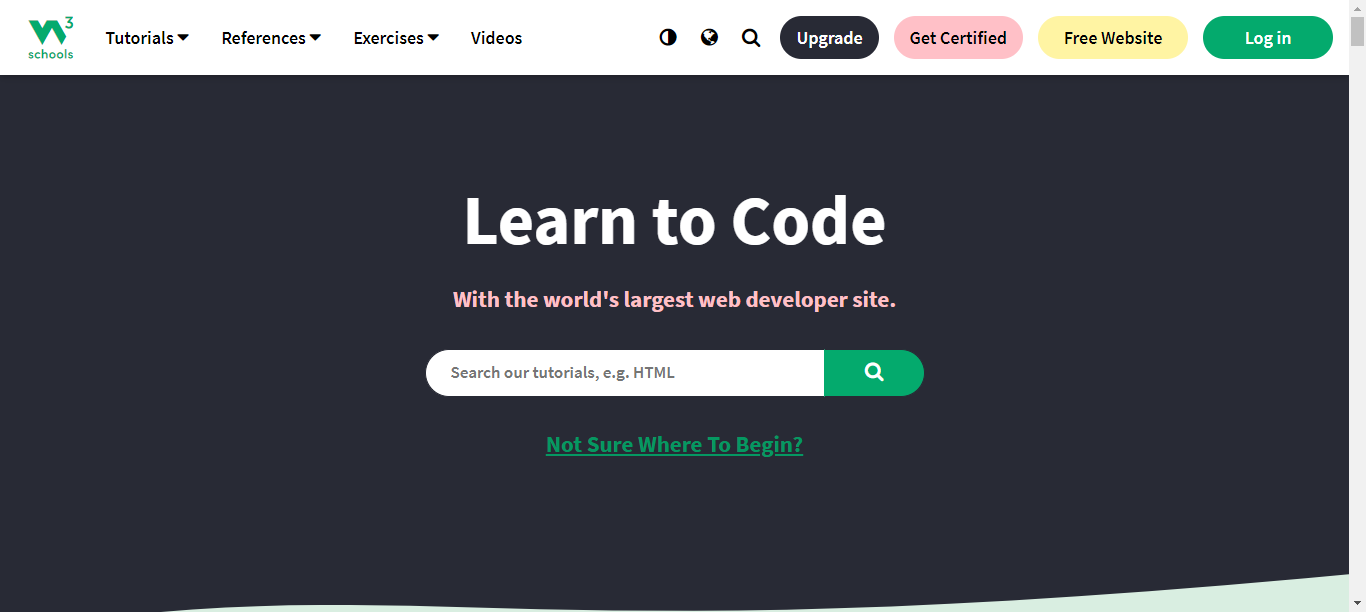 W3
schools
Tutorials
References
Exercises
Videos
Upgrade
Get Certified
Free Website
Log in
Learn to Code
With the world's largest web developer site.
Search our tutorials, e.g. HTML
Not Sure Where To Begin?